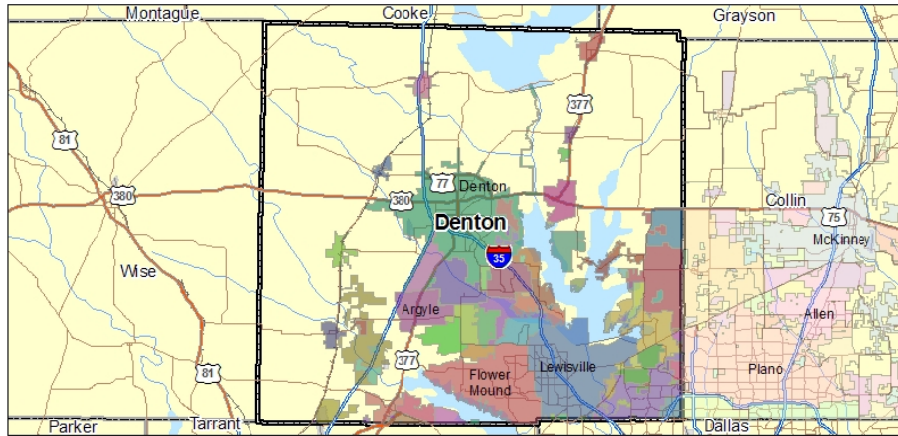 Montague
Cooke
Grayson
377
81
77
Denton
380
380
Collin
Denton
75
McKinney
35
Wise
Argyle
Allen
377
Flower
Mound
Lewisville
Plano
81
Parker
Tarrant
Dallas